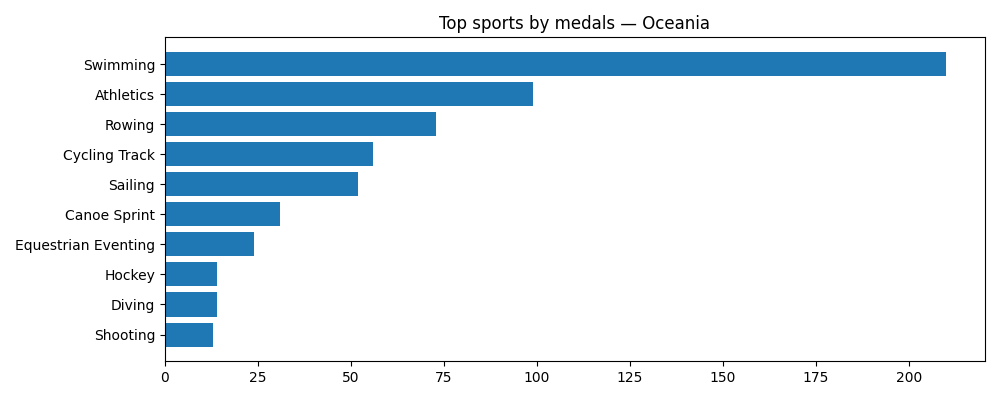 Top sports by medals — Oceania
Swimming
Athletics
Rowing
Cycling Track
Sailing
Canoe Sprint
Equestrian Eventing
Hockey
Diving
Shooting
0 25 50 75 100 125 150 175 200